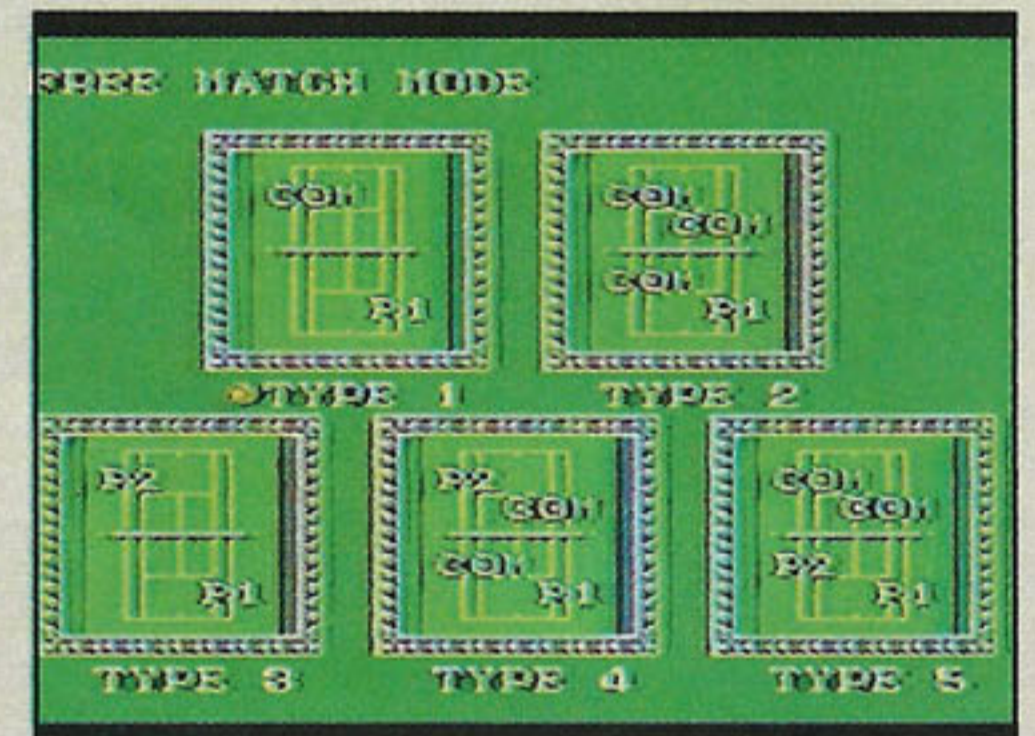 FREE MATCH MODE
COM
P1
COM
COM
COM
P1
TYPE 1
TYPE 2
P2
P1
P2
COM
COM
P1
COM
COM
P2
P1
TYPE 3
TYPE 4
TYPE 5